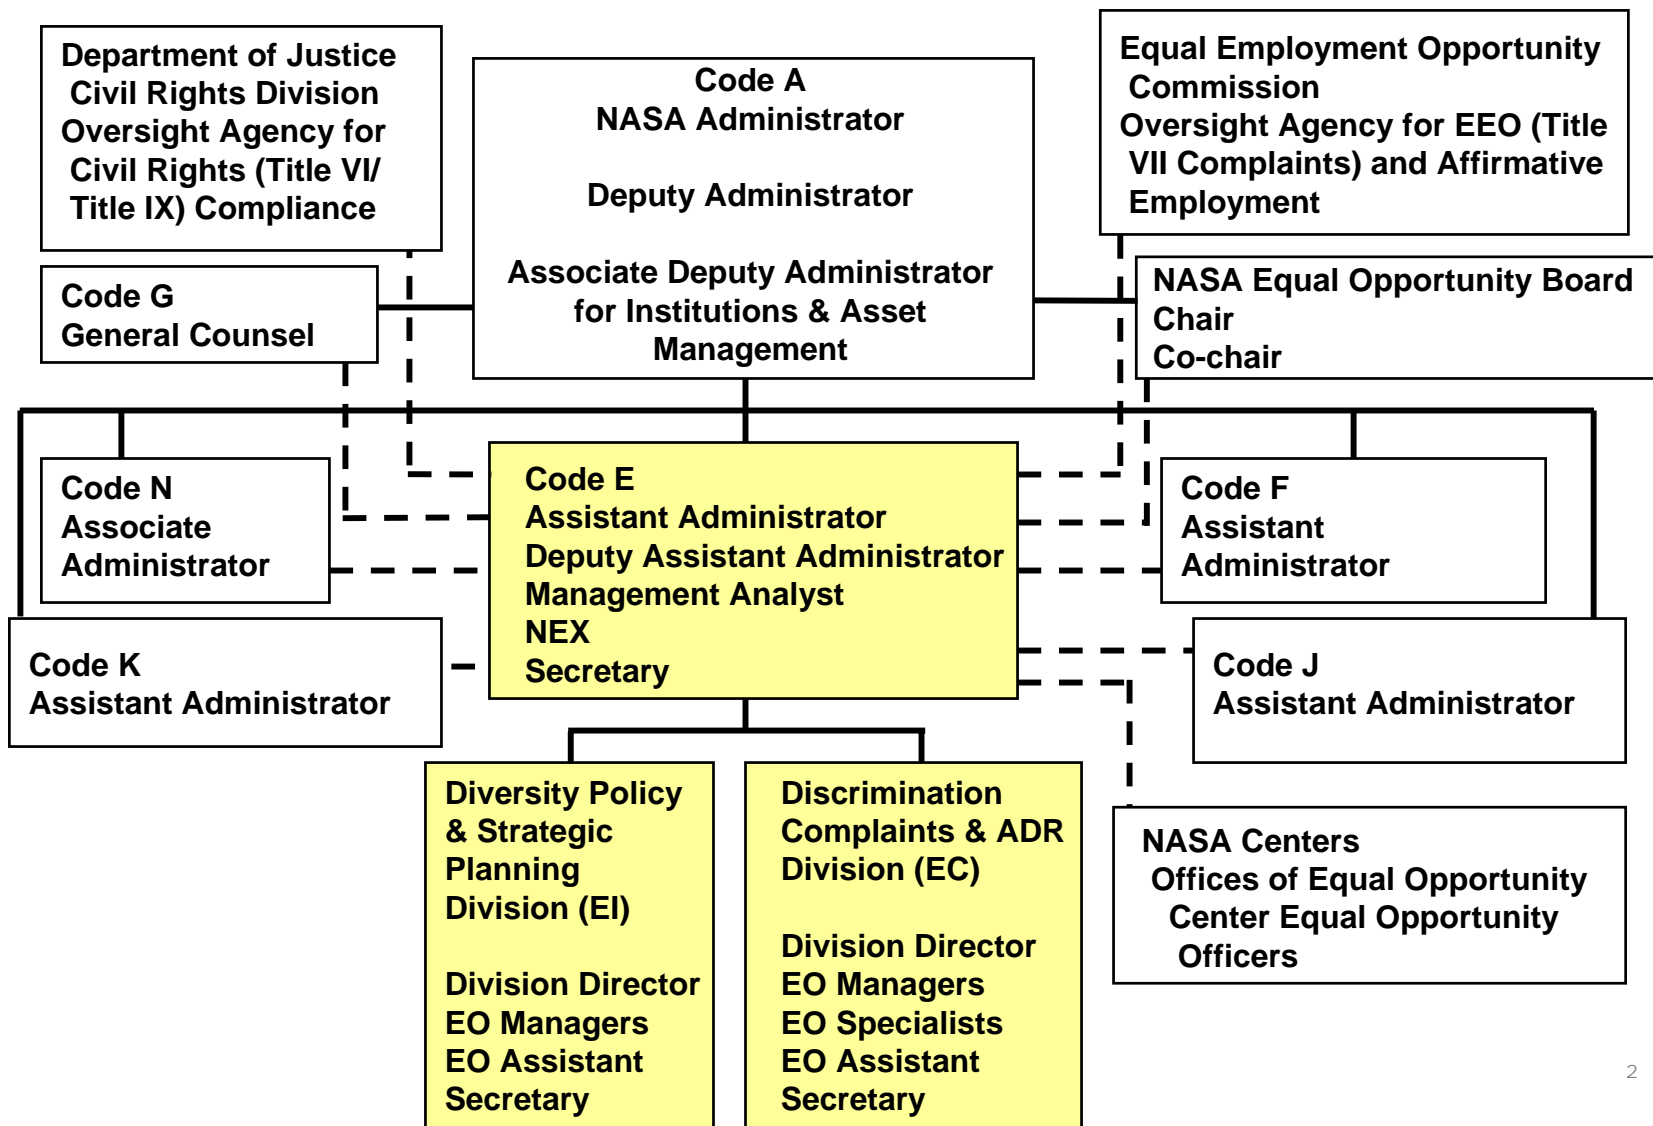 Department of Justice
Civil Rights Division
Oversight Agency for
Civil Rights (Title VI/
Title IX) Compliance
Code A
NASA Administrator
Deputy Administrator
Associate Deputy Administrator
for Institutions & Asset
Management
Equal Employment Opportunity
Commission
Oversight Agency for EEO (Title
VII Complaints) and Affirmative
Employment
Code G
General Counsel
NASA Equal Opportunity Board
Chair
Co-chair
Code N
Associate
Administrator
Code E
Assistant Administrator
Deputy Assistant Administrator
Management Analyst
NEX
Secretary
Code F
Assistant
Administrator
Code K
Assistant Administrator
Code J
Assistant Administrator
Diversity Policy
& Strategic
Planning
Division (EI)
Division Director
EO Managers
EO Assistant
Secretary
Discrimination
Complaints & ADR
Division (EC)
Division Director
EO Managers
EO Specialists
EO Assistant
Secretary
NASA Centers
Offices of Equal Opportunity
Center Equal Opportunity
Officers
2